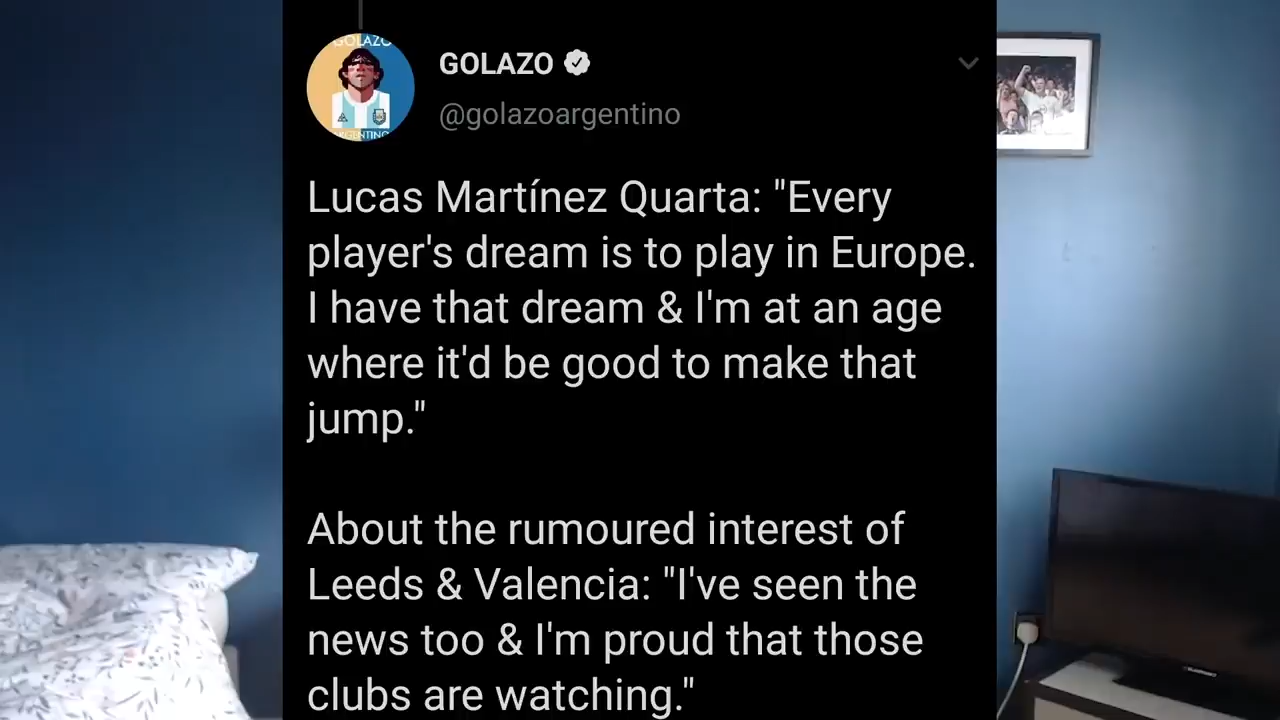 GOLAZO
ARGENTINO
GOLAZO
@golazoargentino
Lucas Martínez Quarta: "Every
player's dream is to play in Europe.
I have that dream & I'm at an age
where it'd be good to make that
jump."
About the rumoured interest of
Leeds & Valencia: "I've seen the
news too & I'm proud that those
clubs are watching."